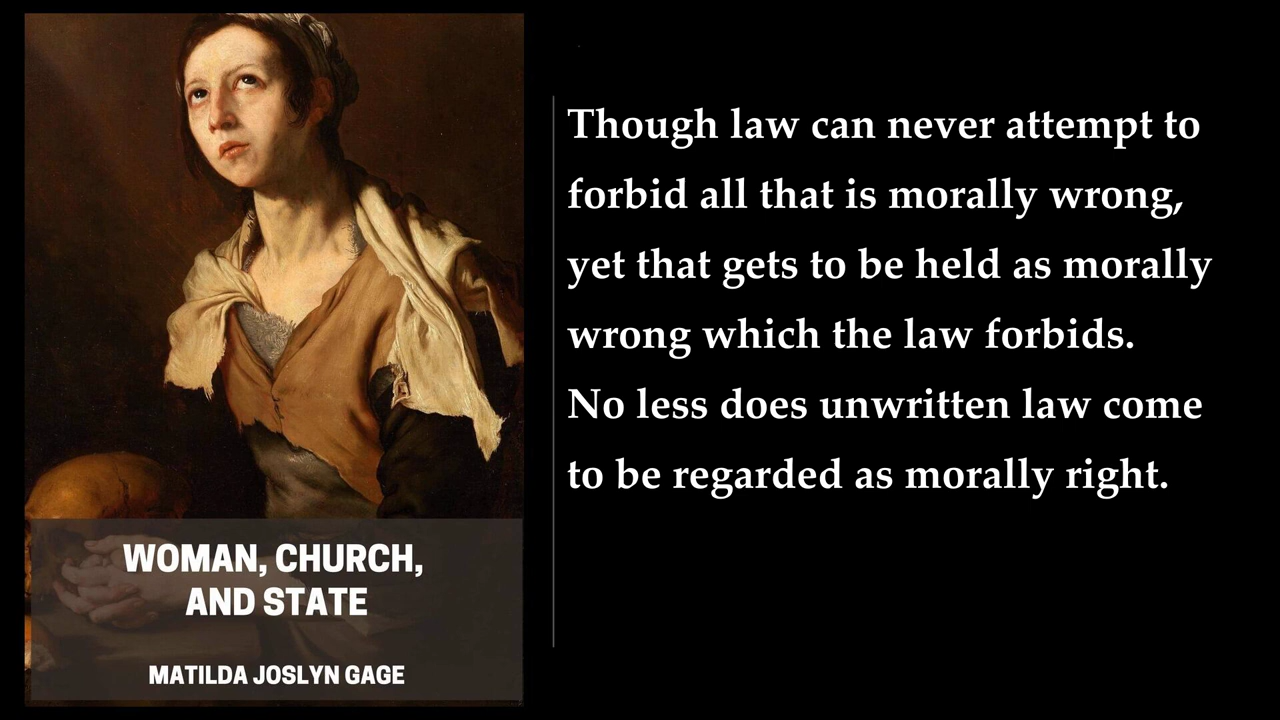 WOMAN, CHURCH,
AND STATE
MATILDA JOSLYN GAGE
Though law can never attempt to
forbid all that is morally wrong,
yet that gets to be held as morally
wrong which the law forbids.
No less does unwritten law come
to be regarded as morally right.